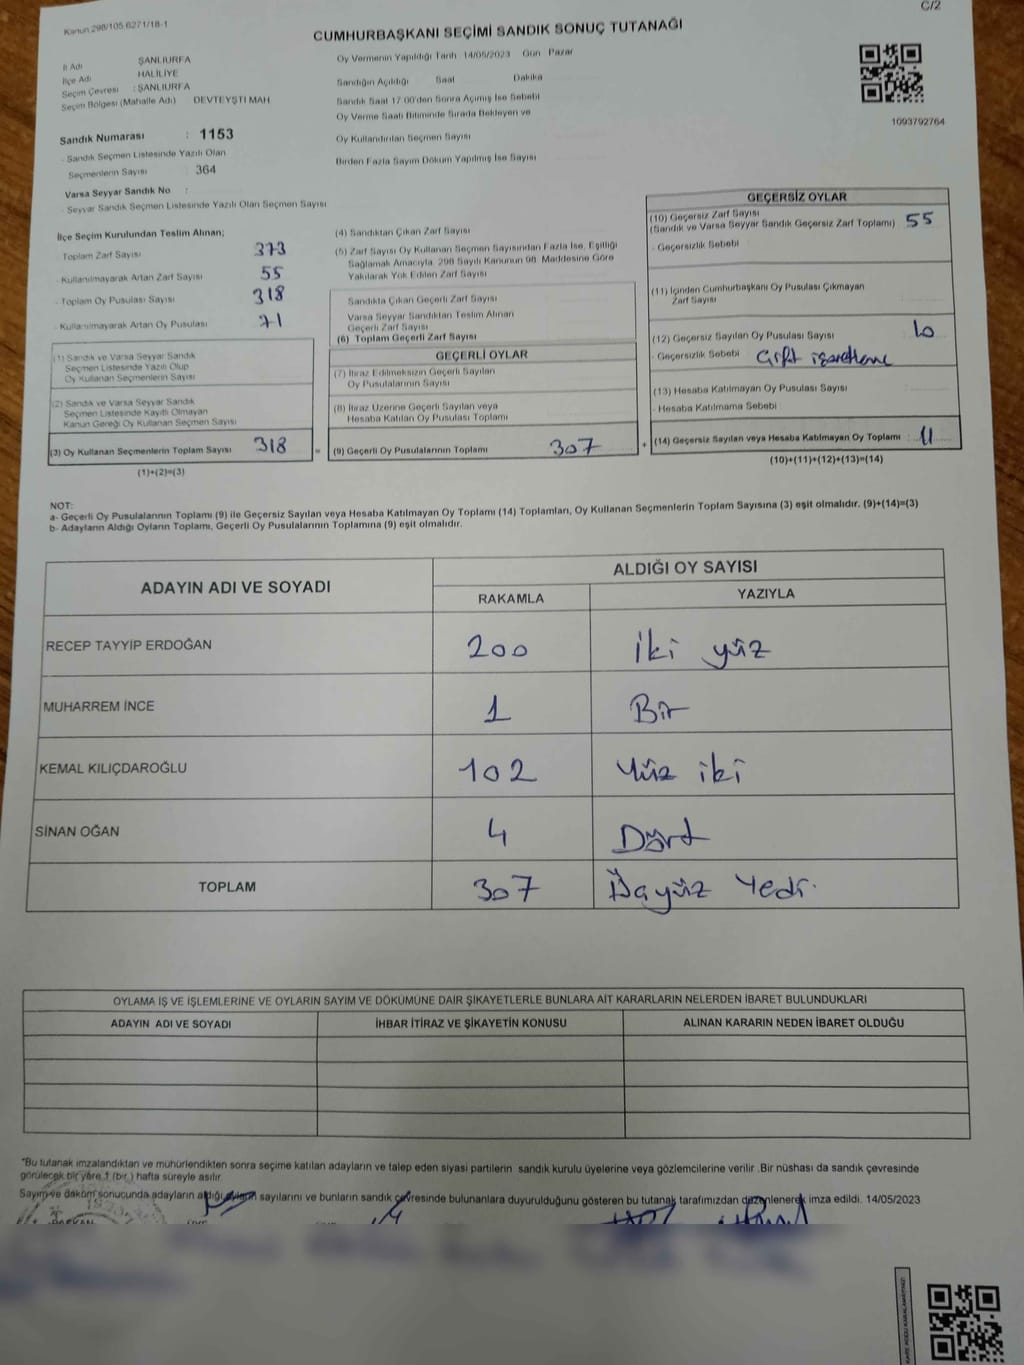 Kanun 298/105 6271/18-1
C/2
CUMHURBAŞKANI SEÇİMİ SANDIK SONUÇ TUTANAĞI
İl Adı ŞANLIURFA
İlçe Adı HALİLİYE
Seçim Çevresi : ŞANLIURFA
Seçim Bölgesi (Mahalle Adı) DEVTEYŞTİ MAH
Sandık Numarası : 1153
- Sandık Seçmen Listesinde Yazılı Olan
Seçmenlerin Sayısı : 364
Varsa Seyyar Sandık No :
- Seyyar Sandık Seçmen Listesinde Yazılı Olan Seçmen Sayısı
Oy Vermenin Yapıldığı Tarih 14/05/2023 Gün Pazar
Sandığın Açıldığı Saat Dakika
Sandık Saat 17 00'den Sonra Açımış İse Sebebi
Oy Verme Saati Bitiminde Sırada Bekleyen ve
Oy Kullandırılan Seçmen Sayısı
Birden Fazla Sayım Döküm Yapılmış İse Sayısı
1093792764
İlçe Seçim Kurulundan Teslim Alınan;
Toplam Zarf Sayısı 373
- Kullanılmayarak Artan Zarf Sayısı 55
- Toplam Oy Pusulası Sayısı 318
- Kullanılmayarak Artan Oy Pusulası 71
(1) Sandık ve Varsa Seyyar Sandık
Seçmen Listesinde Yazılı Olup
Oy Kullanan Seçmenlerin Sayısı
(2) Sandık ve Varsa Seyyar Sandık
Seçmen Listesinde Kayıtlı Olmayan
Kanun Gereği Oy Kullanan Seçmen Sayısı
(3) Oy Kullanan Seçmenlerin Toplam Sayısı 318 =
(1)+(2)=(3)
(4) Sandıktan Çıkan Zarf Sayısı
(5) Zarf Sayısı Oy Kullanan Seçmen Sayısından Fazla İse, Eşitliği
Sağlamak Amacıyla, 298 Sayılı Kanunun 98. Maddesine Göre
Yakılarak Yok Edilen Zarf Sayısı
Sandıkta Çıkan Geçerli Zarf Sayısı
Varsa Seyyar Sandıktan Teslim Alınan
Geçerli Zarf Sayısı
(6) Toplam Geçerli Zarf Sayısı
GEÇERLİ OYLAR
(7) İtiraz Edilmeksizin Geçerli Sayılan
Oy Pusulalarının Sayısı
(8) İtiraz Üzerine Geçerli Sayılan veya
Hesaba Katılan Oy Pusulası Toplamı
(9) Geçerli Oy Pusulalarının Toplamı 307 +
GEÇERSİZ OYLAR
(10) Geçersiz Zarf Sayısı
(Sandık ve Varsa Seyyar Sandık Geçersiz Zarf Toplamı) 55
- Geçersizlik Sebebi
(11) İçinden Cumhurbaşkanı Oy Pusulası Çıkmayan
Zarf Sayısı
(12) Geçersiz Sayılan Oy Pusulası Sayısı 10
- Geçersizlik Sebebi Çift işaretleme
(13) Hesaba Katılmayan Oy Pusulası Sayısı
- Hesaba Katılmama Sebebi
(14) Geçersiz Sayılan veya Hesaba Katılmayan Oy Toplamı : 11
(10)+(11)+(12)+(13)=(14)
NOT:
a- Geçerli Oy Pusulalarının Toplamı (9) ile Geçersiz Sayılan veya Hesaba Katılmayan Oy Toplamı (14) Toplamları, Oy Kullanan Seçmenlerin Toplam Sayısına (3) eşit olmalıdır. (9)+(14)=(3)
b- Adayların Aldığı Oyların Toplamı, Geçerli Oy Pusulalarının Toplamına (9) eşit olmalıdır.
ADAYIN ADI VE SOYADI ALDIĞI OY SAYISI
RAKAMLA YAZIYLA
RECEP TAYYİP ERDOĞAN 200 İki yüz
MUHARREM İNCE 1 Bir
KEMAL KILIÇDAROĞLU 102 Yüz iki
SİNAN OĞAN 4 Dört
TOPLAM 307 Üçyüz Yedi.
OYLAMA İŞ VE İŞLEMLERİNE VE OYLARIN SAYIM VE DÖKÜMÜNE DAİR ŞİKAYETLERLE BUNLARA AİT KARARLARIN NELERDEN İBARET BULUNDUKLARI
ADAYIN ADI VE SOYADI İHBAR İTİRAZ VE ŞİKAYETİN KONUSU ALINAN KARARIN NEDEN İBARET OLDUĞU
"Bu tutanak imzalandıktan ve mühürlendikten sonra seçime katılan adayların ve talep eden siyasi partilerin sandık kurulu üyelerine veya gözlemcilerine verilir .Bir nüshası da sandık çevresinde
görülecek bir yere 1 (bir ) hafta süreyle asılır.
Sayım ve döküm sonucunda adayların aldığı sayılarını ve bunların sandık çevresinde bulunanlara duyurulduğunu gösteren bu tutanak tarafımızdan düzenlenerek imza edildi. 14/05/2023
BAŞKAN